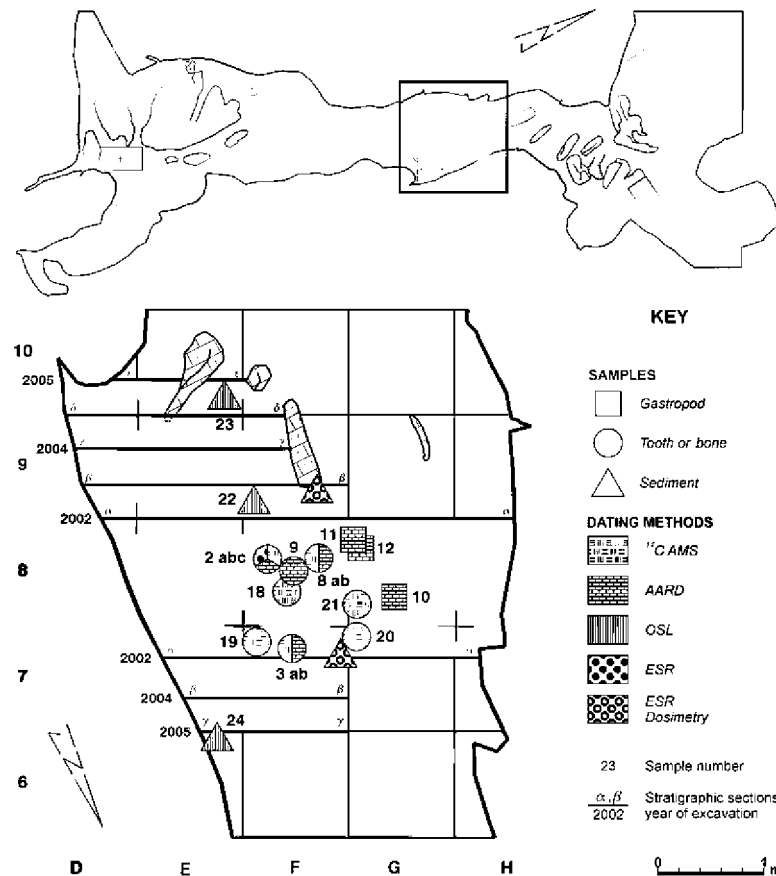 KEY
SAMPLES
Gastropod
Tooth or bone
Sediment
DATING METHODS
¹⁴C AMS
AARD
OSL
ESR
ESR
Dosimetry
23 Sample number
α,β Stratigraphic sections
2002 year of excavation
10
2005
δ δ
23
γ γ
2004
9
β β
22
2002 α α
11
9 12
2 abc
8
8 ab
18
21 10
19 20
α α
2002
3 ab
7
β β
2004
24
γ γ
2005
6
D E F G H
0 1 m